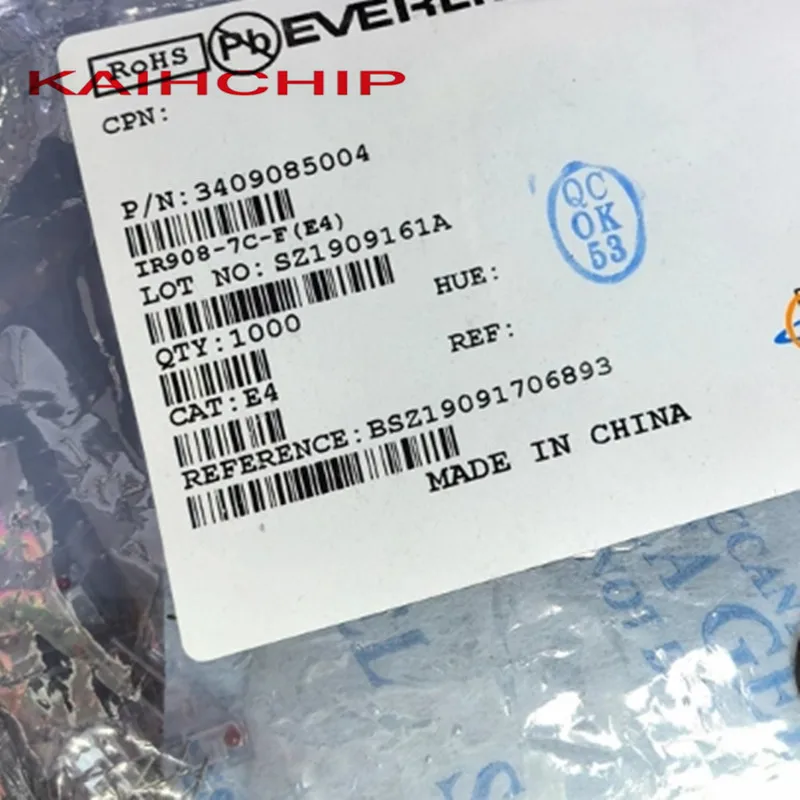 RoHS Pb EVERLI
KAIHCHIP
CPN:
P/N:3409085004
IR908-7C-F(E4)
LOT NO:SZ1909161A
QTY:1000
HUE:
CAT:E4
REF:
REFERENCE:BSZ19091706893
MADE IN CHINA
QC
OK
53